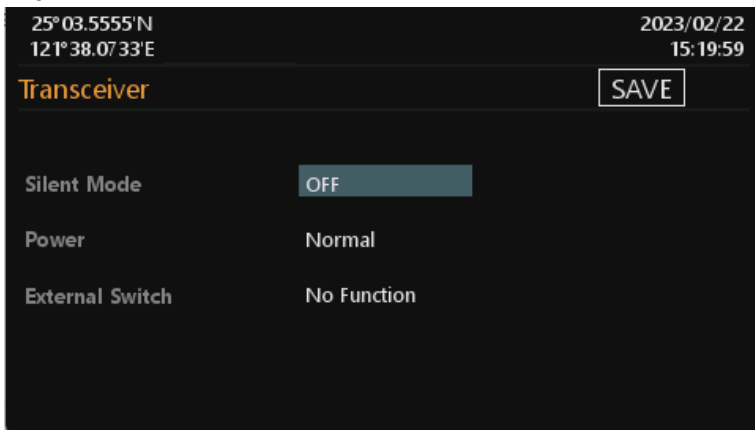 25°03.5555'N 2023/02/22
121°38.0733'E 15:19:59
Transceiver SAVE
Silent Mode OFF
Power Normal
External Switch No Function